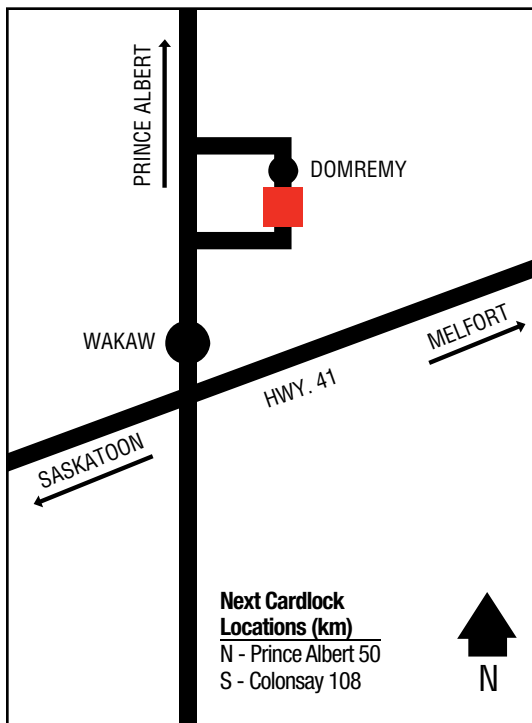 PRINCE ALBERT
DOMREMY
WAKAW
MELFORT
HWY. 41
SASKATOON
Next Cardlock
Locations (km)
N - Prince Albert 50
S - Colonsay 108
N